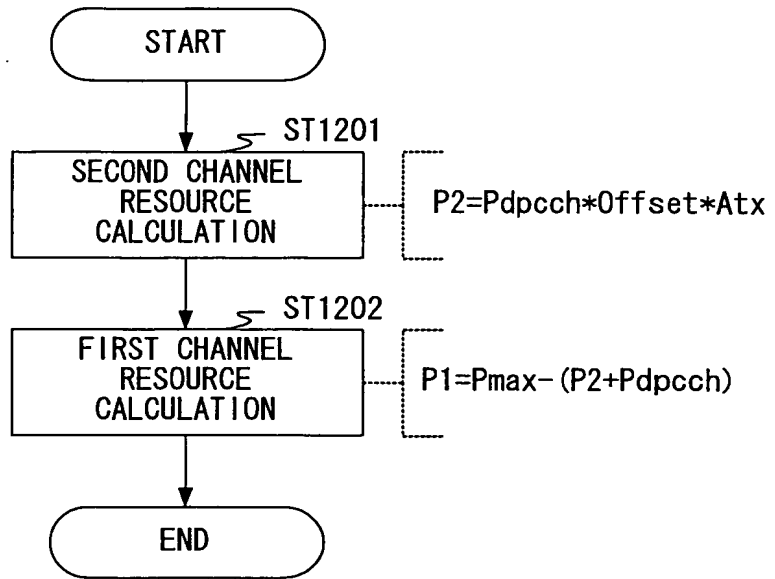 START
ST1201
SECOND CHANNEL
RESOURCE
CALCULATION
P2=Pdpcch*Offset*Atx
ST1202
FIRST CHANNEL
RESOURCE
CALCULATION
P1=Pmax-(P2+Pdpcch)
END